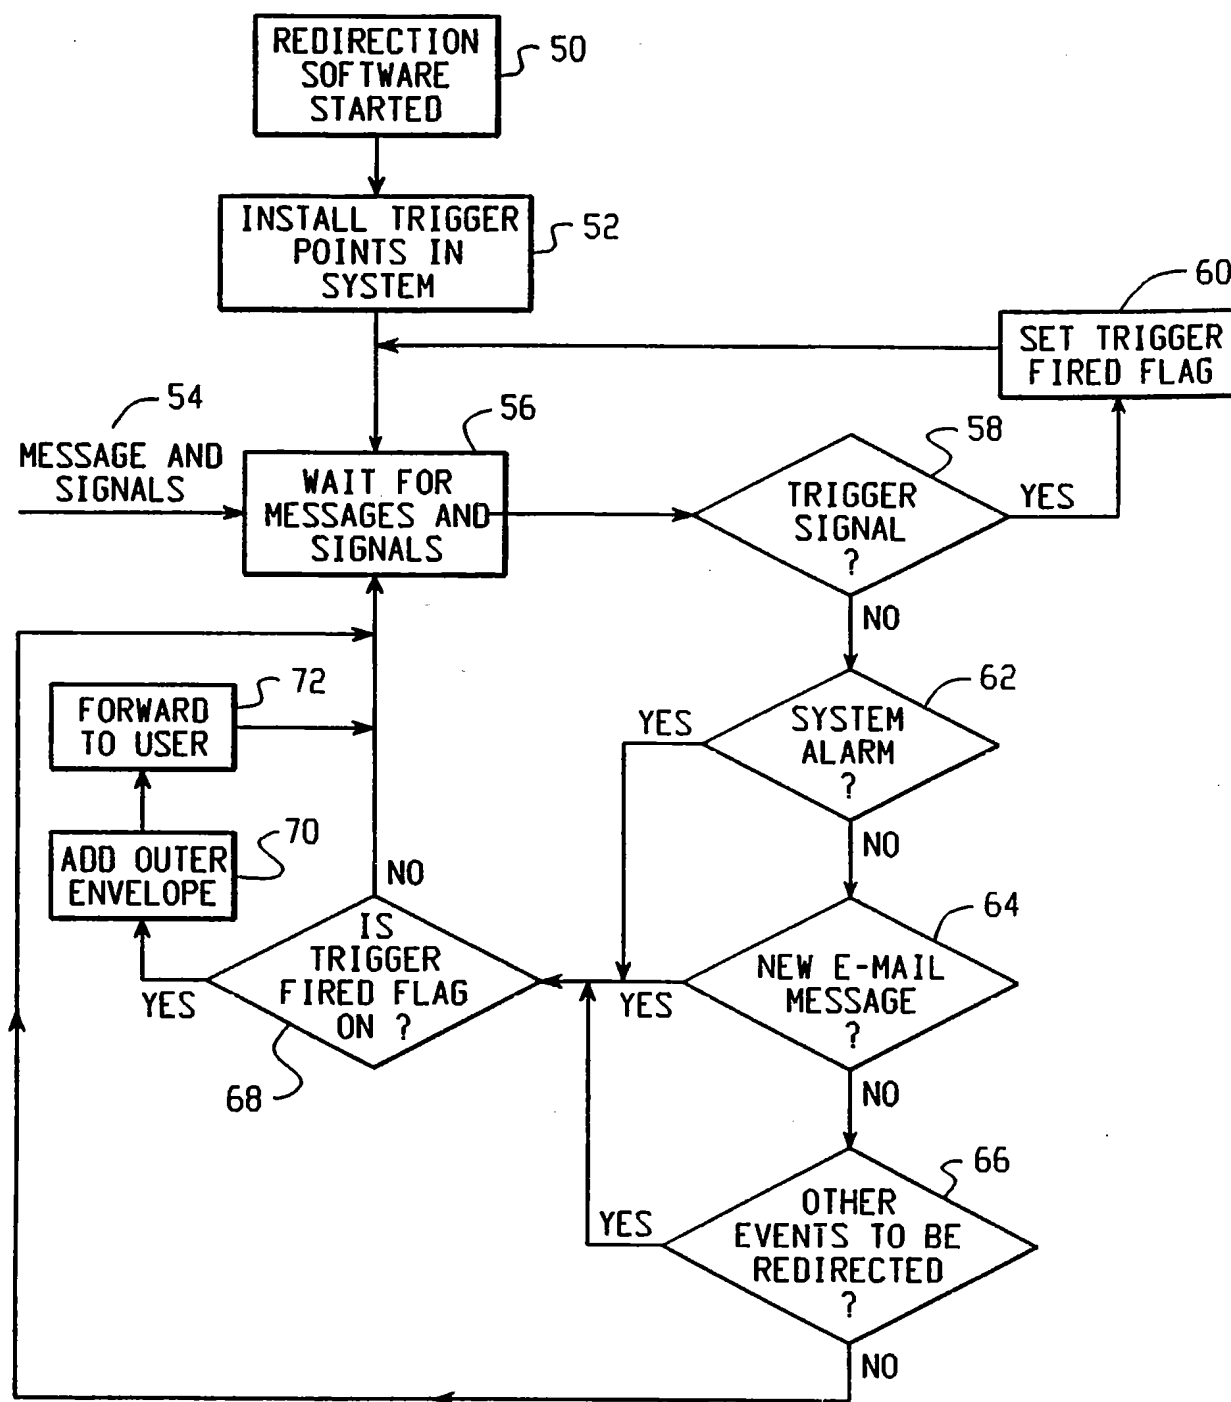 REDIRECTION
SOFTWARE
STARTED
50
INSTALL TRIGGER
POINTS IN
SYSTEM
52
60
SET TRIGGER
FIRED FLAG
54
MESSAGE AND
SIGNALS
56
WAIT FOR
MESSAGES AND
SIGNALS
58
TRIGGER
SIGNAL
?
YES
NO
62
SYSTEM
ALARM
?
YES
NO
72
FORWARD
TO USER
70
ADD OUTER
ENVELOPE
NO
IS
TRIGGER
FIRED FLAG
ON ?
YES
68
64
NEW E-MAIL
MESSAGE
?
YES
NO
66
OTHER
EVENTS TO BE
REDIRECTED
?
YES
NO